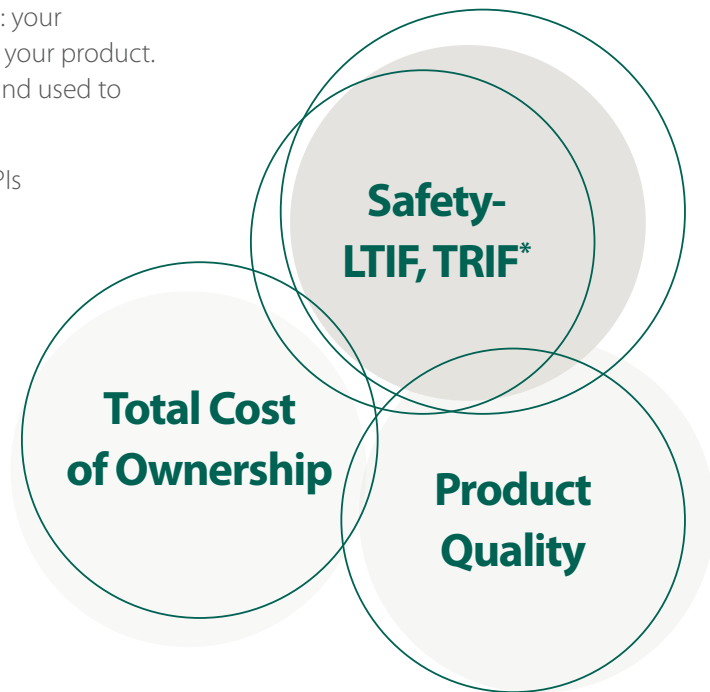 : your
your product.
nd used to
PIs
Safety-
LTIF, TRIF*
Total Cost
of Ownership
Product
Quality